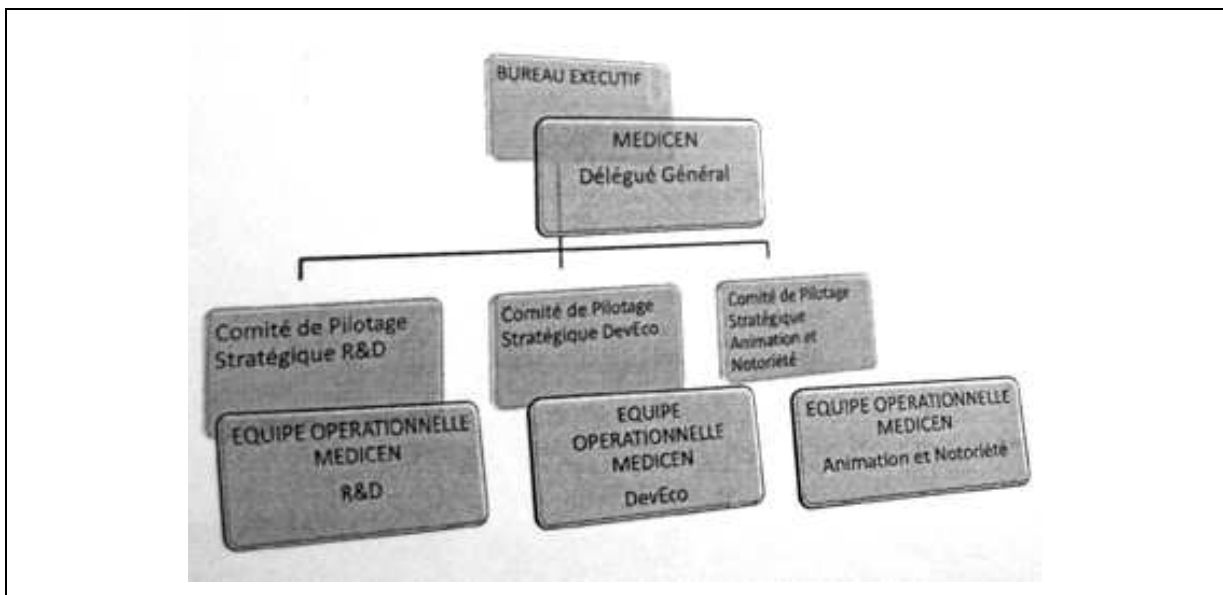 BUREAU EXECUTIF
MEDICEN
Délégué Général
Comité de Pilotage
Stratégique R&D
Comité de Pilotage
Stratégique DevEco
Comité de Pilotage
Stratégique
Animation et
Notoriété
EQUIPE OPERATIONNELLE
MEDICEN
R&D
EQUIPE
OPERATIONNELLE
MEDICEN
DevEco
EQUIPE OPERATIONNELLE
MEDICEN
Animation et Notoriété